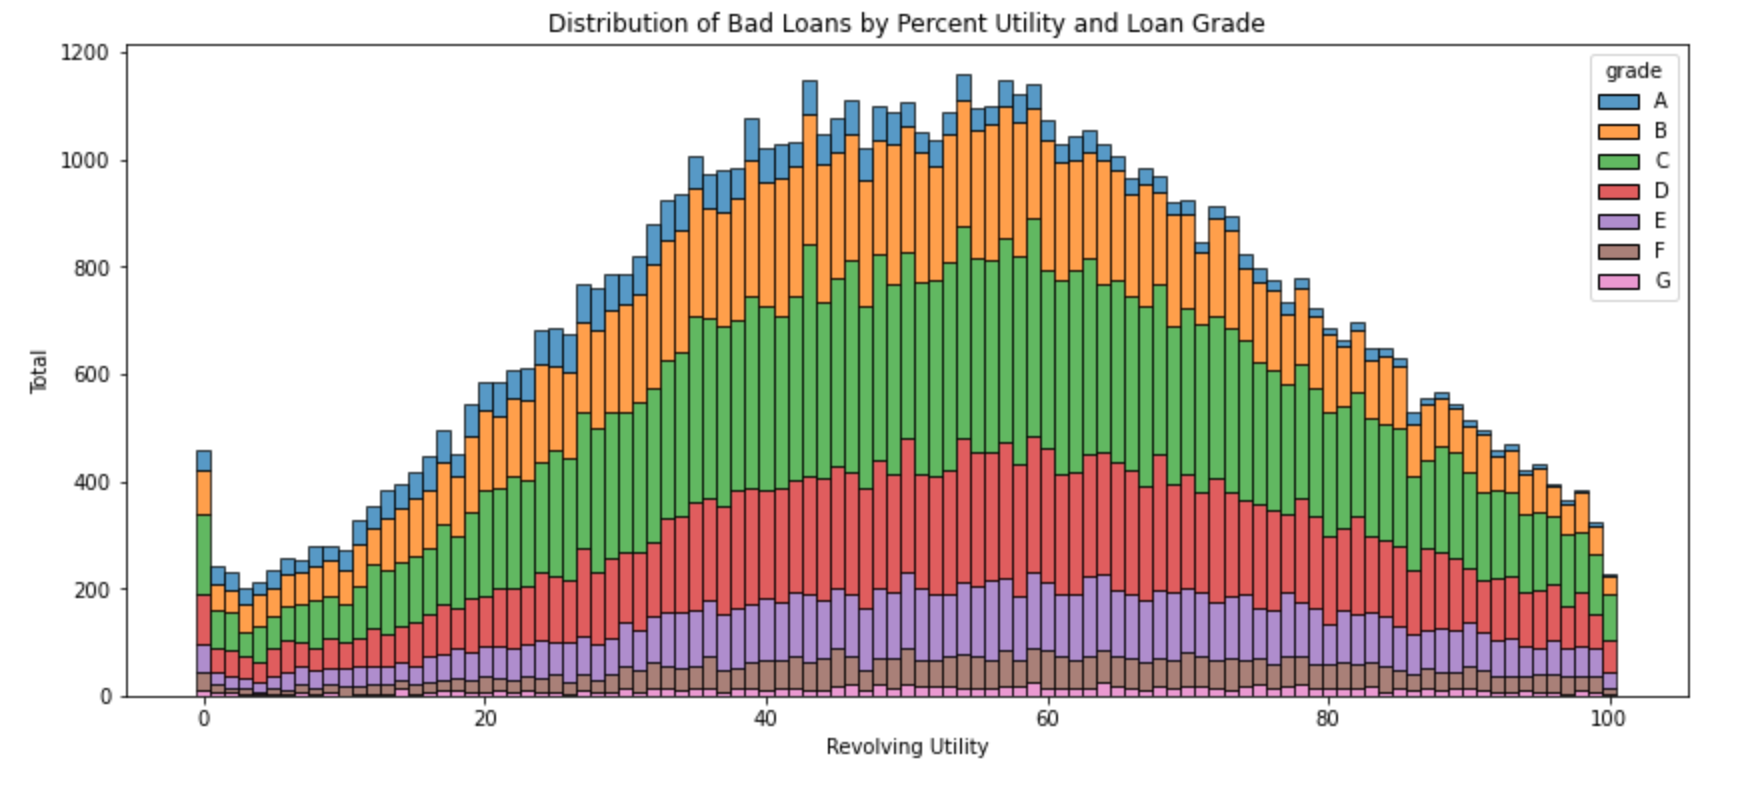 Distribution of Bad Loans by Percent Utility and Loan Grade
1200
1000
800
600
400
200
0
Total
grade
A
B
C
D
E
F
G
0 20 40 60 80 100
Revolving Utility